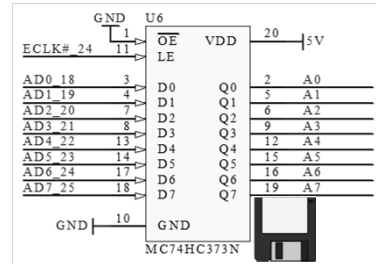 GND U6
1 OE VDD 20 5V
ECLK#_24 11 LE
AD0_18 3 D0 Q0 2 A0
AD1_19 4 D1 Q1 5 A1
AD2_20 7 D2 Q2 6 A2
AD3_21 8 D3 Q3 9 A3
AD4_22 13 D4 Q4 12 A4
AD5_23 14 D5 Q5 15 A5
AD6_24 17 D6 Q6 16 A6
AD7_25 18 D7 Q7 19 A7
GND 10 GND
MC74HC373N